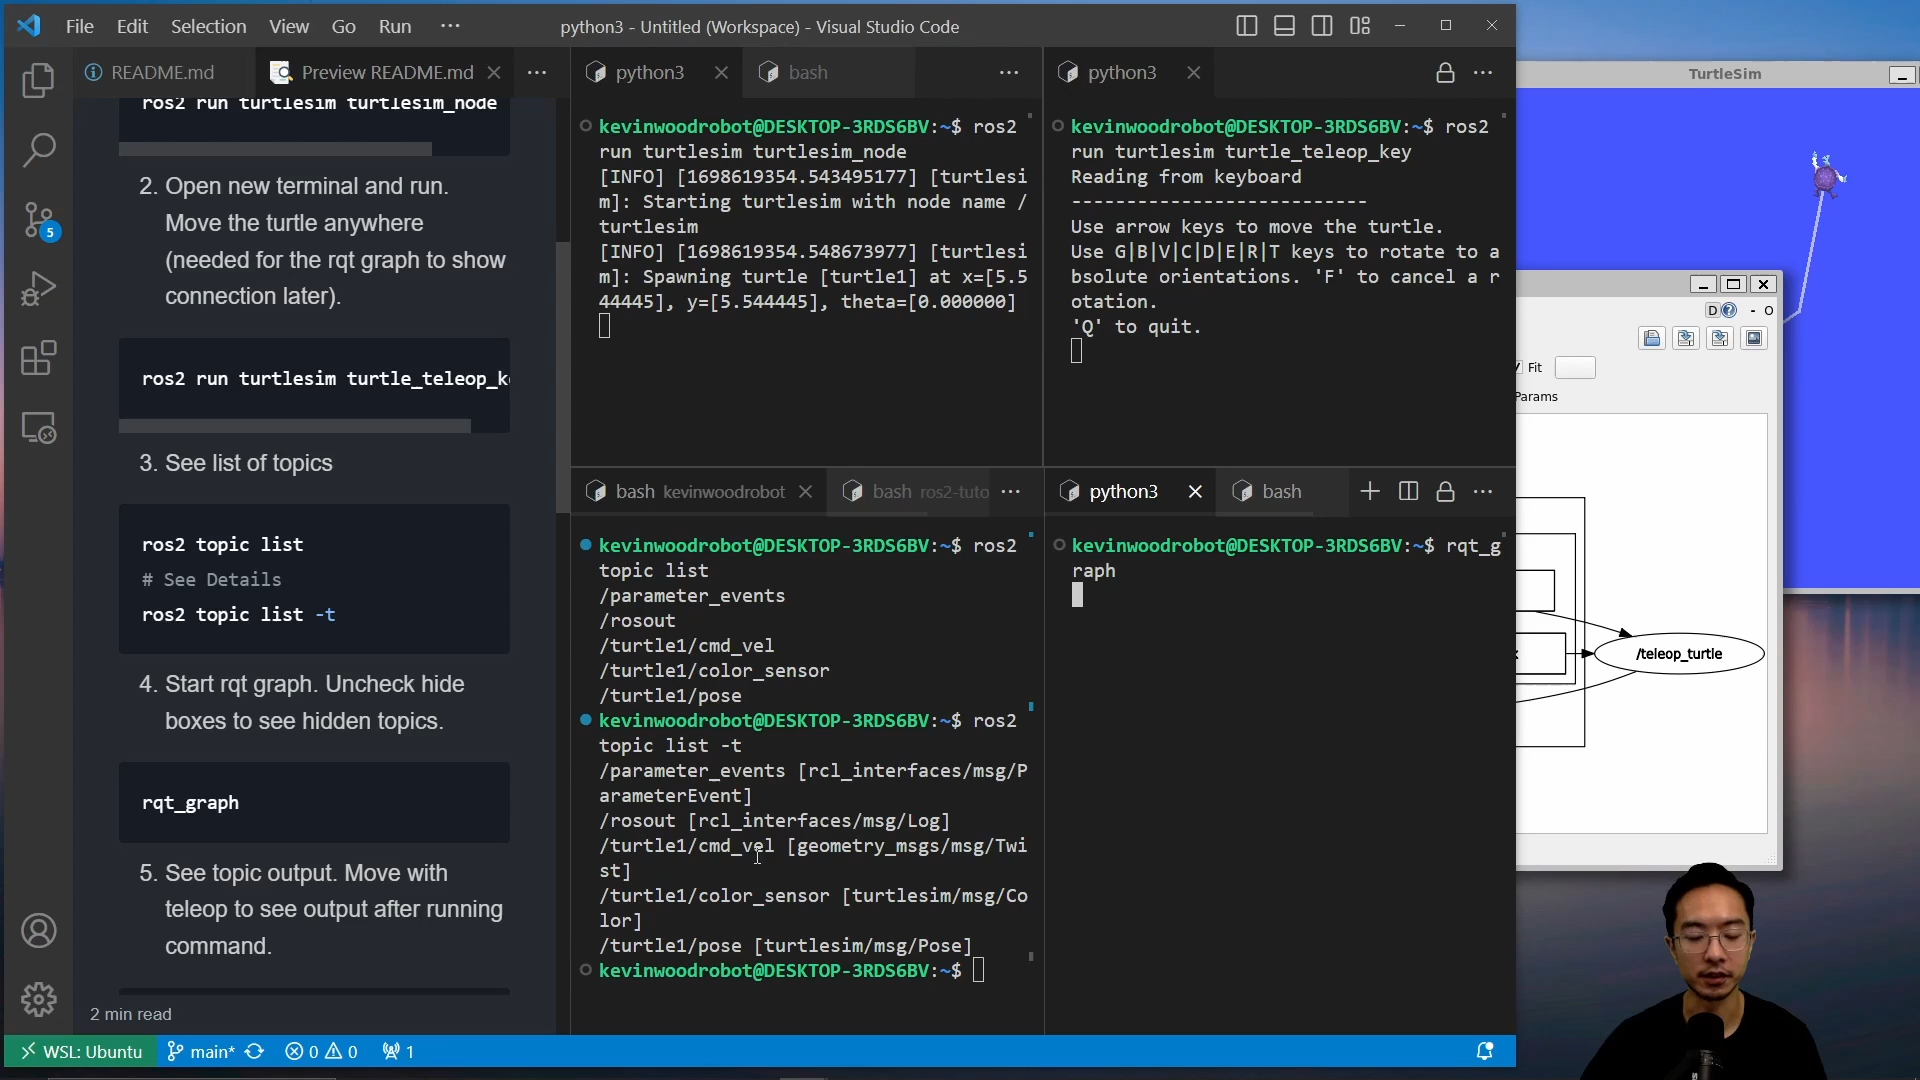 File Edit Selection View Go Run ··· python3 - Untitled (Workspace) - Visual Studio Code
README.md Preview README.md
ros2 run turtlesim turtlesim_node
2. Open new terminal and run.
Move the turtle anywhere
(needed for the rqt graph to show
connection later).
ros2 run turtlesim turtle_teleop_k
3. See list of topics
ros2 topic list
# See Details
ros2 topic list -t
4. Start rqt graph. Uncheck hide
boxes to see hidden topics.
rqt_graph
5. See topic output. Move with
teleop to see output after running
command.
2 min read
python3 bash
kevinwoodrobot@DESKTOP-3RDS6BV:~$ ros2
run turtlesim turtlesim_node
[INFO] [1698619354.543495177] [turtlesi
m]: Starting turtlesim with node name /
turtlesim
[INFO] [1698619354.548673977] [turtlesi
m]: Spawning turtle [turtle1] at x=[5.5
44445], y=[5.544445], theta=[0.000000]
python3
kevinwoodrobot@DESKTOP-3RDS6BV:~$ ros2
run turtlesim turtle_teleop_key
Reading from keyboard
---------------------------
Use arrow keys to move the turtle.
Use G|B|V|C|D|E|R|T keys to rotate to a
bsolute orientations. 'F' to cancel a r
otation.
'Q' to quit.
bash kevinwoodrobot bash ros2-tuto
kevinwoodrobot@DESKTOP-3RDS6BV:~$ ros2
topic list
/parameter_events
/rosout
/turtle1/cmd_vel
/turtle1/color_sensor
/turtle1/pose
kevinwoodrobot@DESKTOP-3RDS6BV:~$ ros2
topic list -t
/parameter_events [rcl_interfaces/msg/P
arameterEvent]
/rosout [rcl_interfaces/msg/Log]
/turtle1/cmd_vel [geometry_msgs/msg/Twi
st]
/turtle1/color_sensor [turtlesim/msg/Co
lor]
/turtle1/pose [turtlesim/msg/Pose]
kevinwoodrobot@DESKTOP-3RDS6BV:~$
python3 bash
kevinwoodrobot@DESKTOP-3RDS6BV:~$ rqt_g
raph
TurtleSim
D ? - O
Fit
Params
/teleop_turtle
5
WSL: Ubuntu main* 0 0 1